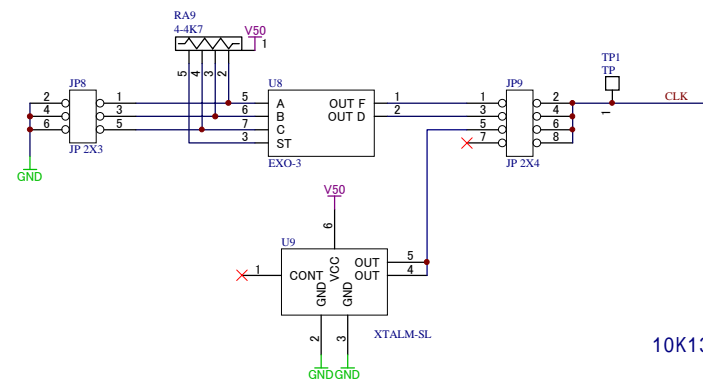 RA9
4-4K7
V50
1
5
4
3
2
TP1
TP
JP8
U8
JP9
2 1
5 A OUT F 1
1 2
4 3
6 B OUT D 2
3 4
CLK
6 5
7 C
5 6
1
3 ST
7 8
JP 2X3
EXO-3
JP 2X4
GND
V50
6
U9
1 CONT
VCC
OUT 5
OUT 4
GND
GND
2
3
XTALM-SL
10K13
GND GND